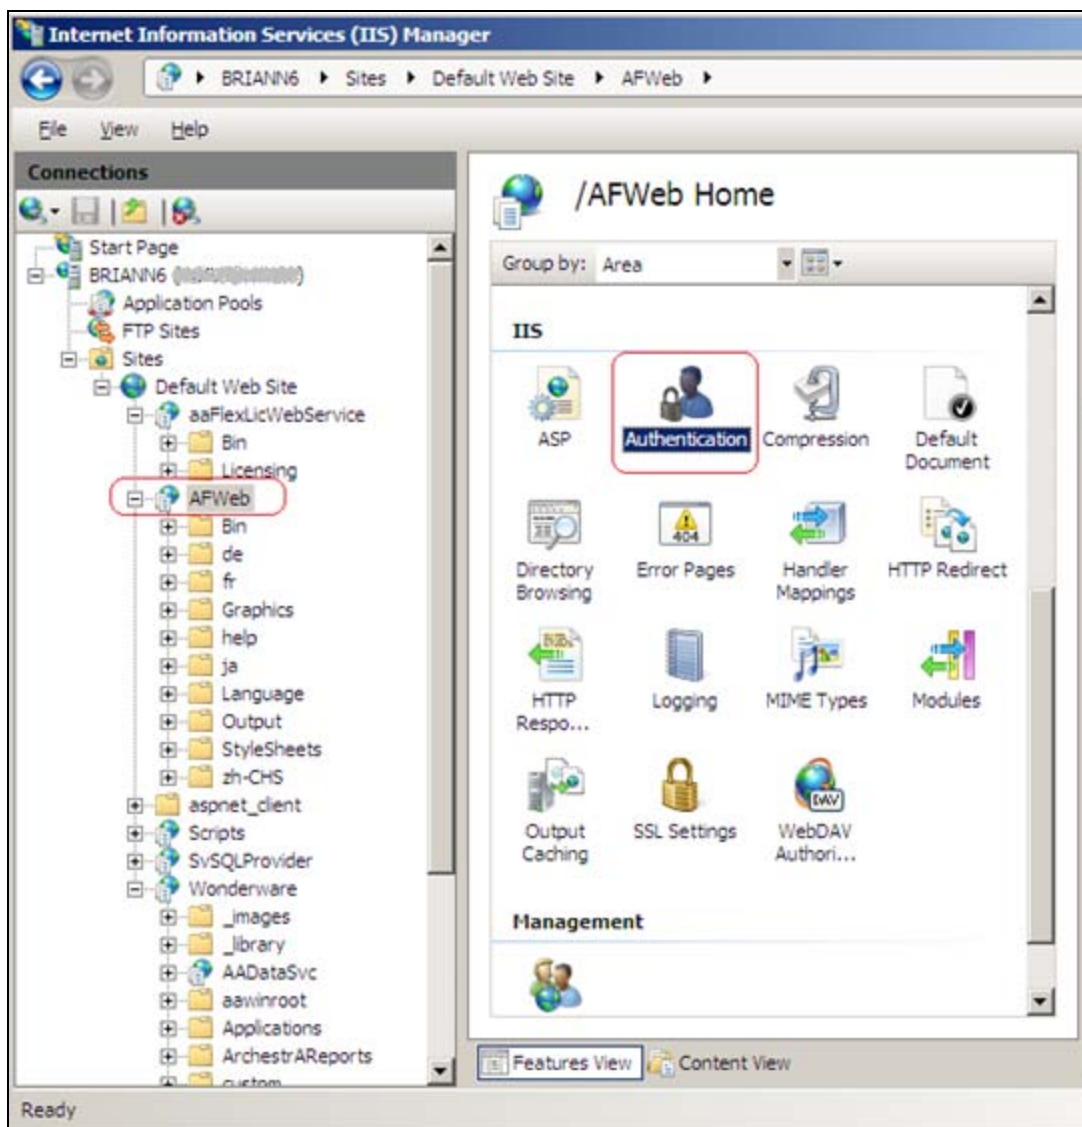 Internet Information Services (IIS) Manager
BRIANN6 Sites Default Web Site AFWeb
File View Help
Connections
Start Page
BRIANN6
Application Pools
FTP Sites
Sites
Default Web Site
aaFlexLicWebService
Bin
Licensing
AFWeb
Bin
de
fr
Graphics
help
ja
Language
Output
StyleSheets
zh-CHS
aspnet_client
Scripts
SvSQLProvider
Wonderware
_images
_library
AADataSvc
aawinroot
Applications
ArchestrAReports
custom
/AFWeb Home
Group by: Area
IIS
ASP
Authentication
Compression
Default
Document
404
Directory
Browsing
Error Pages
Handler
Mappings
HTTP Redirect
HTTP
Respo...
Logging
MIME Types
Modules
DAV
Output
Caching
SSL Settings
WebDAV
Authori...
Management
Features View
Content View
Ready